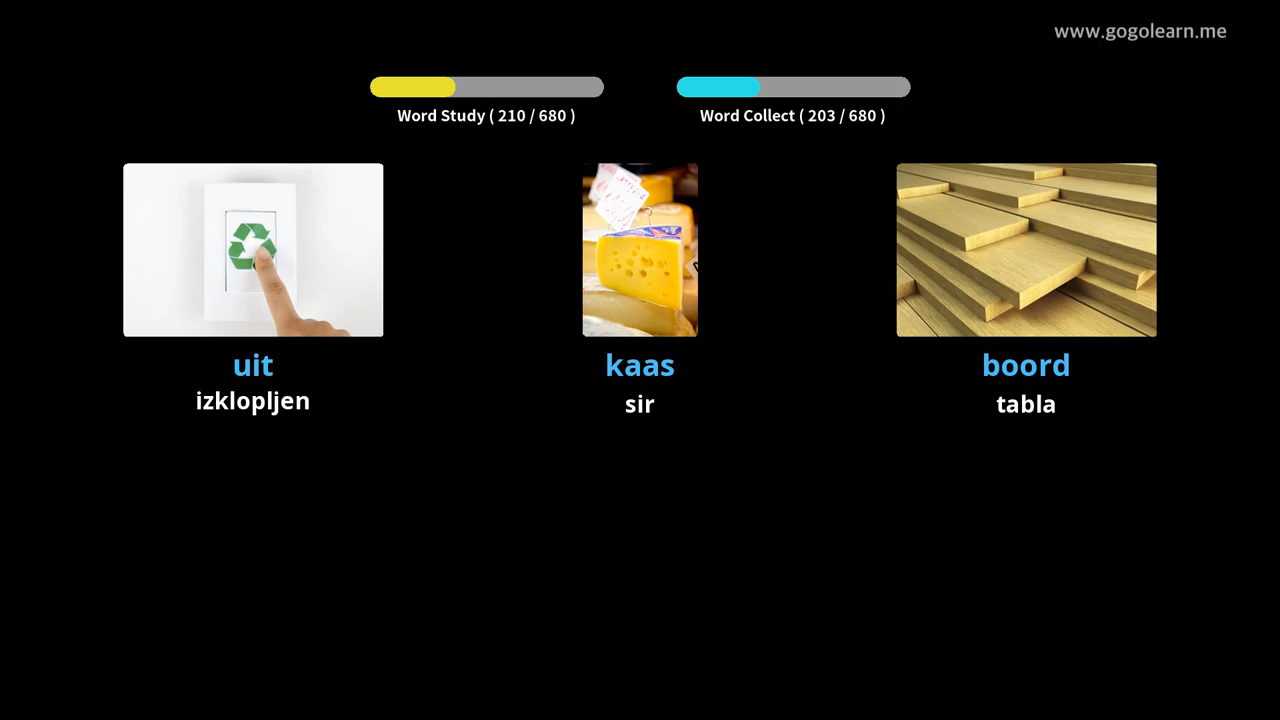 www.gogolearn.me
Word Study ( 210 / 680 )
Word Collect ( 203 / 680 )
uit
izklopljen
kaas
sir
boord
tabla